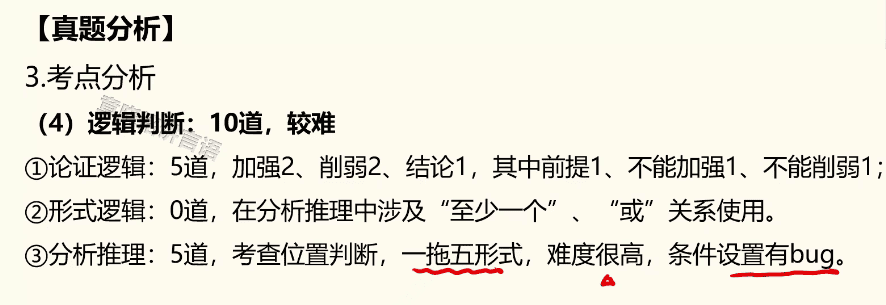 【真题分析】
3.考点分析
（4）逻辑判断：10道，较难
①论证逻辑：5道，加强2、削弱2、结论1，其中前提1、不能加强1、不能削弱1；
②形式逻辑：0道，在分析推理中涉及“至少一个”、“或”关系使用。
③分析推理：5道，考查位置判断，一拖五形式，难度很高，条件设置有bug。